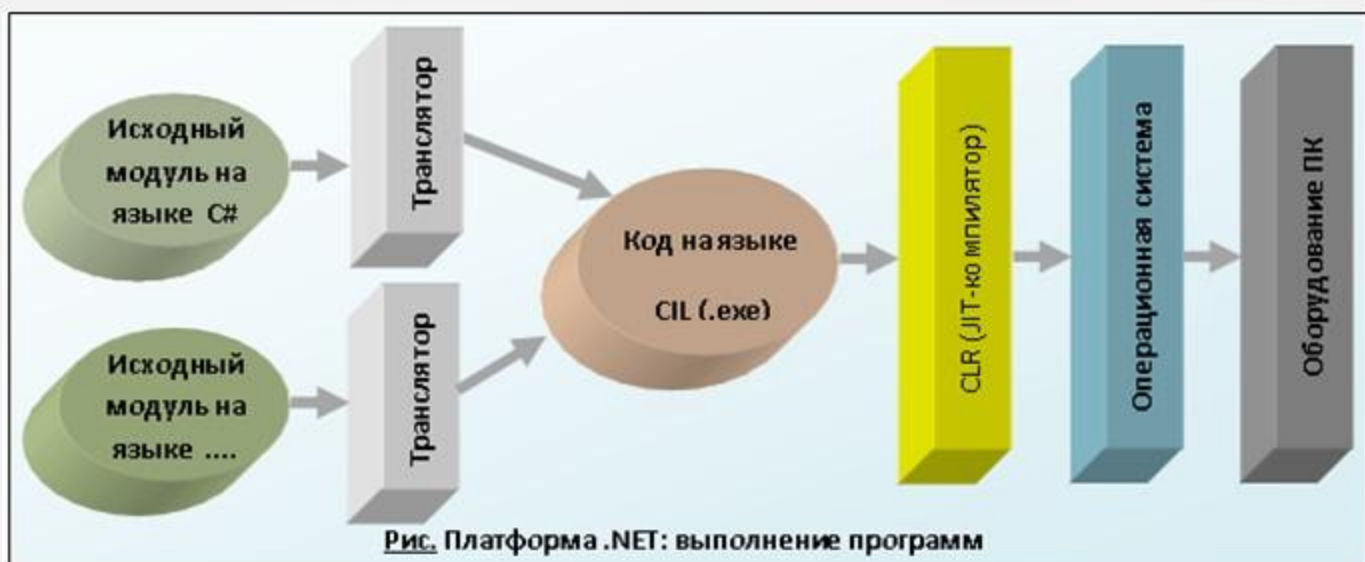 Исходный
модуль на
языке C#
Транслятор
Исходный
модуль на
языке ....
Транслятор
Код на языке
CIL (.exe)
CLR (JIT-компилятор)
Операционная система
Оборудование ПК
Рис. Платформа .NET: выполнение программ